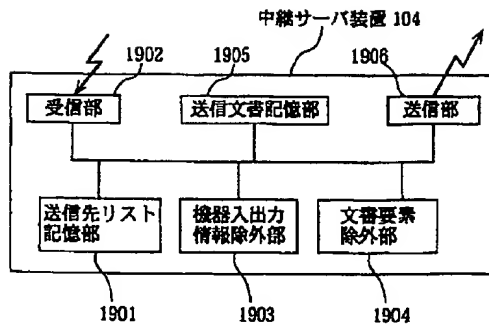 中継サーバ装置 104
1902
1905
1906
受信部
送信文書記憶部
送信部
送信先リスト
記憶部
機器入出力
情報除外部
文書要素
除外部
1901
1903
1904